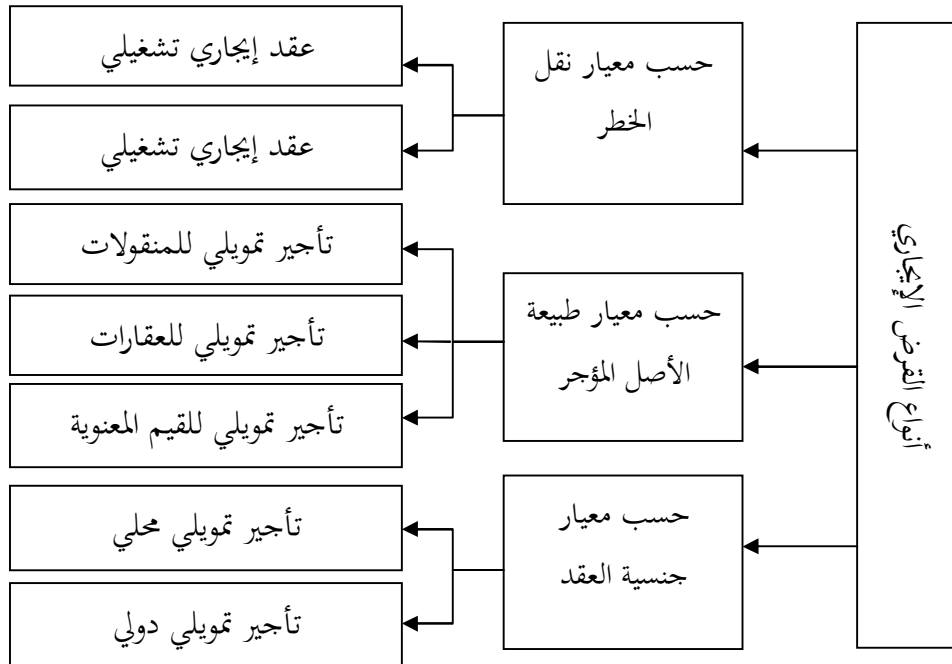 أنواع القرض الإيجاري
حسب معيار نقل
الخطر
عقد إيجاري تشغيلي
عقد إيجاري تشغيلي
حسب معيار طبيعة
الأصل المؤجر
تأجير تمويلي للمنقولات
تأجير تمويلي للعقارات
تأجير تمويلي للقيم المعنوية
حسب معيار
جنسية العقد
تأجير تمويلي محلي
تأجير تمويلي دولي